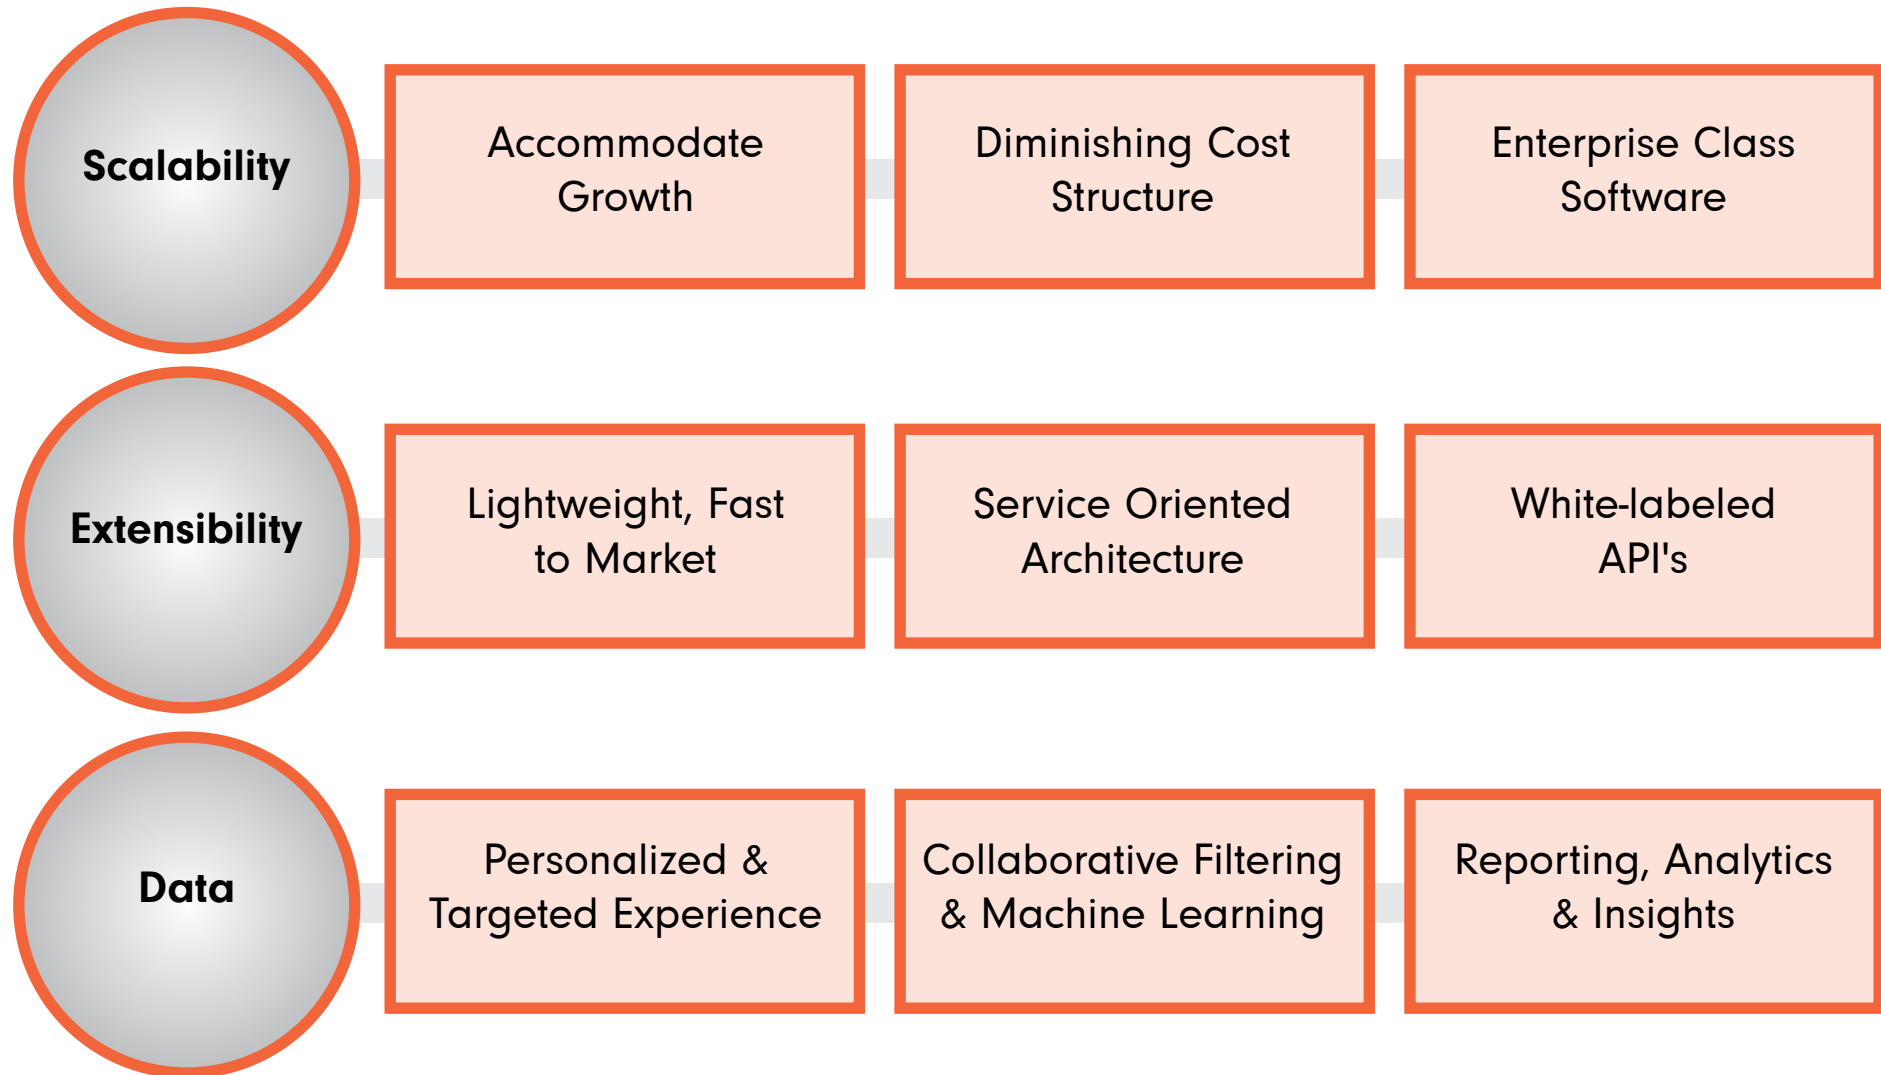 Scalability
Accommodate
Growth
Diminishing Cost
Structure
Enterprise Class
Software
Extensibility
Lightweight, Fast
to Market
Service Oriented
Architecture
White-labeled
API's
Data
Personalized &
Targeted Experience
Collaborative Filtering
& Machine Learning
Reporting, Analytics
& Insights